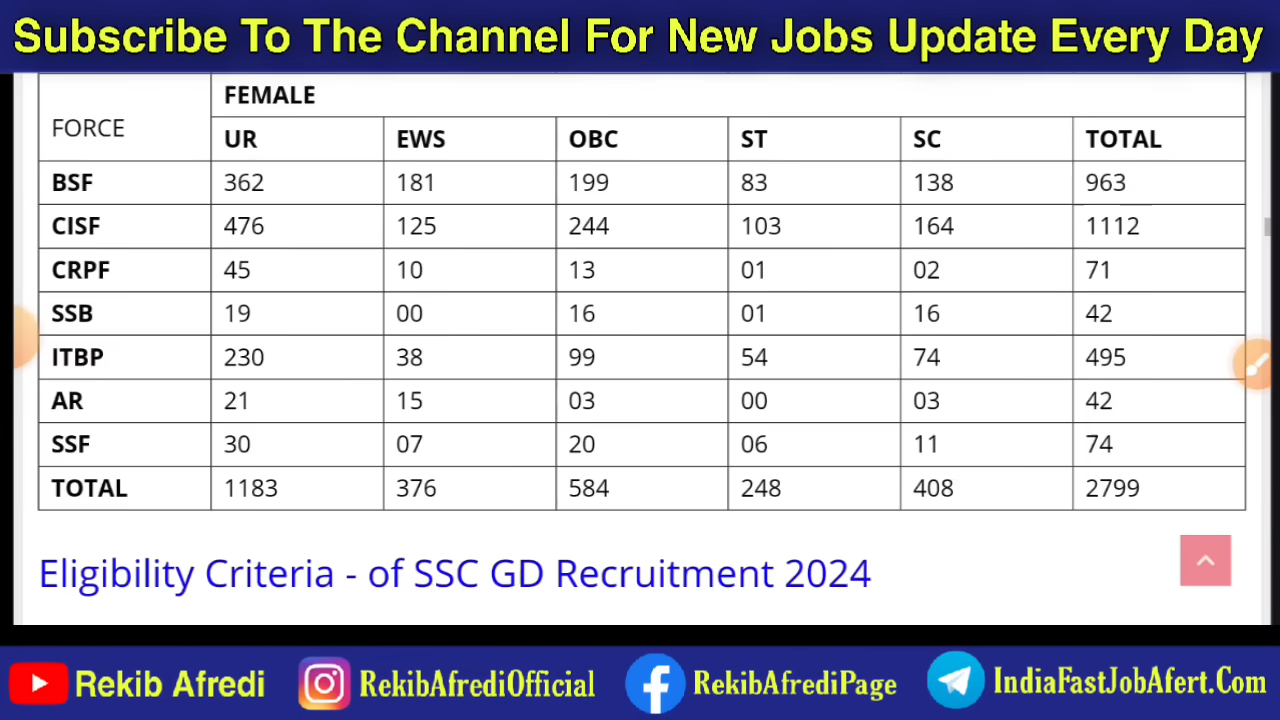 Subscribe To The Channel For New Jobs Update Every Day
FORCE FEMALE
UR EWS OBC ST SC TOTAL
BSF 362 181 199 83 138 963
CISF 476 125 244 103 164 1112
CRPF 45 10 13 01 02 71
SSB 19 00 16 01 16 42
ITBP 230 38 99 54 74 495
AR 21 15 03 00 03 42
SSF 30 07 20 06 11 74
TOTAL 1183 376 584 248 408 2799
Eligibility Criteria - of SSC GD Recruitment 2024
Rekib Afredi RekibAfrediOfficial RekibAfrediPage IndiaFastJobAfert.Com